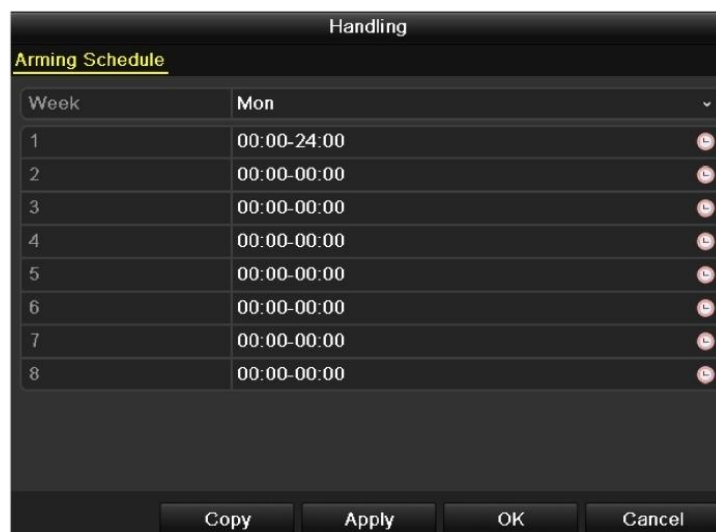 Handling
Arming Schedule
Week Mon
1 00:00-24:00
2 00:00-00:00
3 00:00-00:00
4 00:00-00:00
5 00:00-00:00
6 00:00-00:00
7 00:00-00:00
8 00:00-00:00
Copy Apply OK Cancel